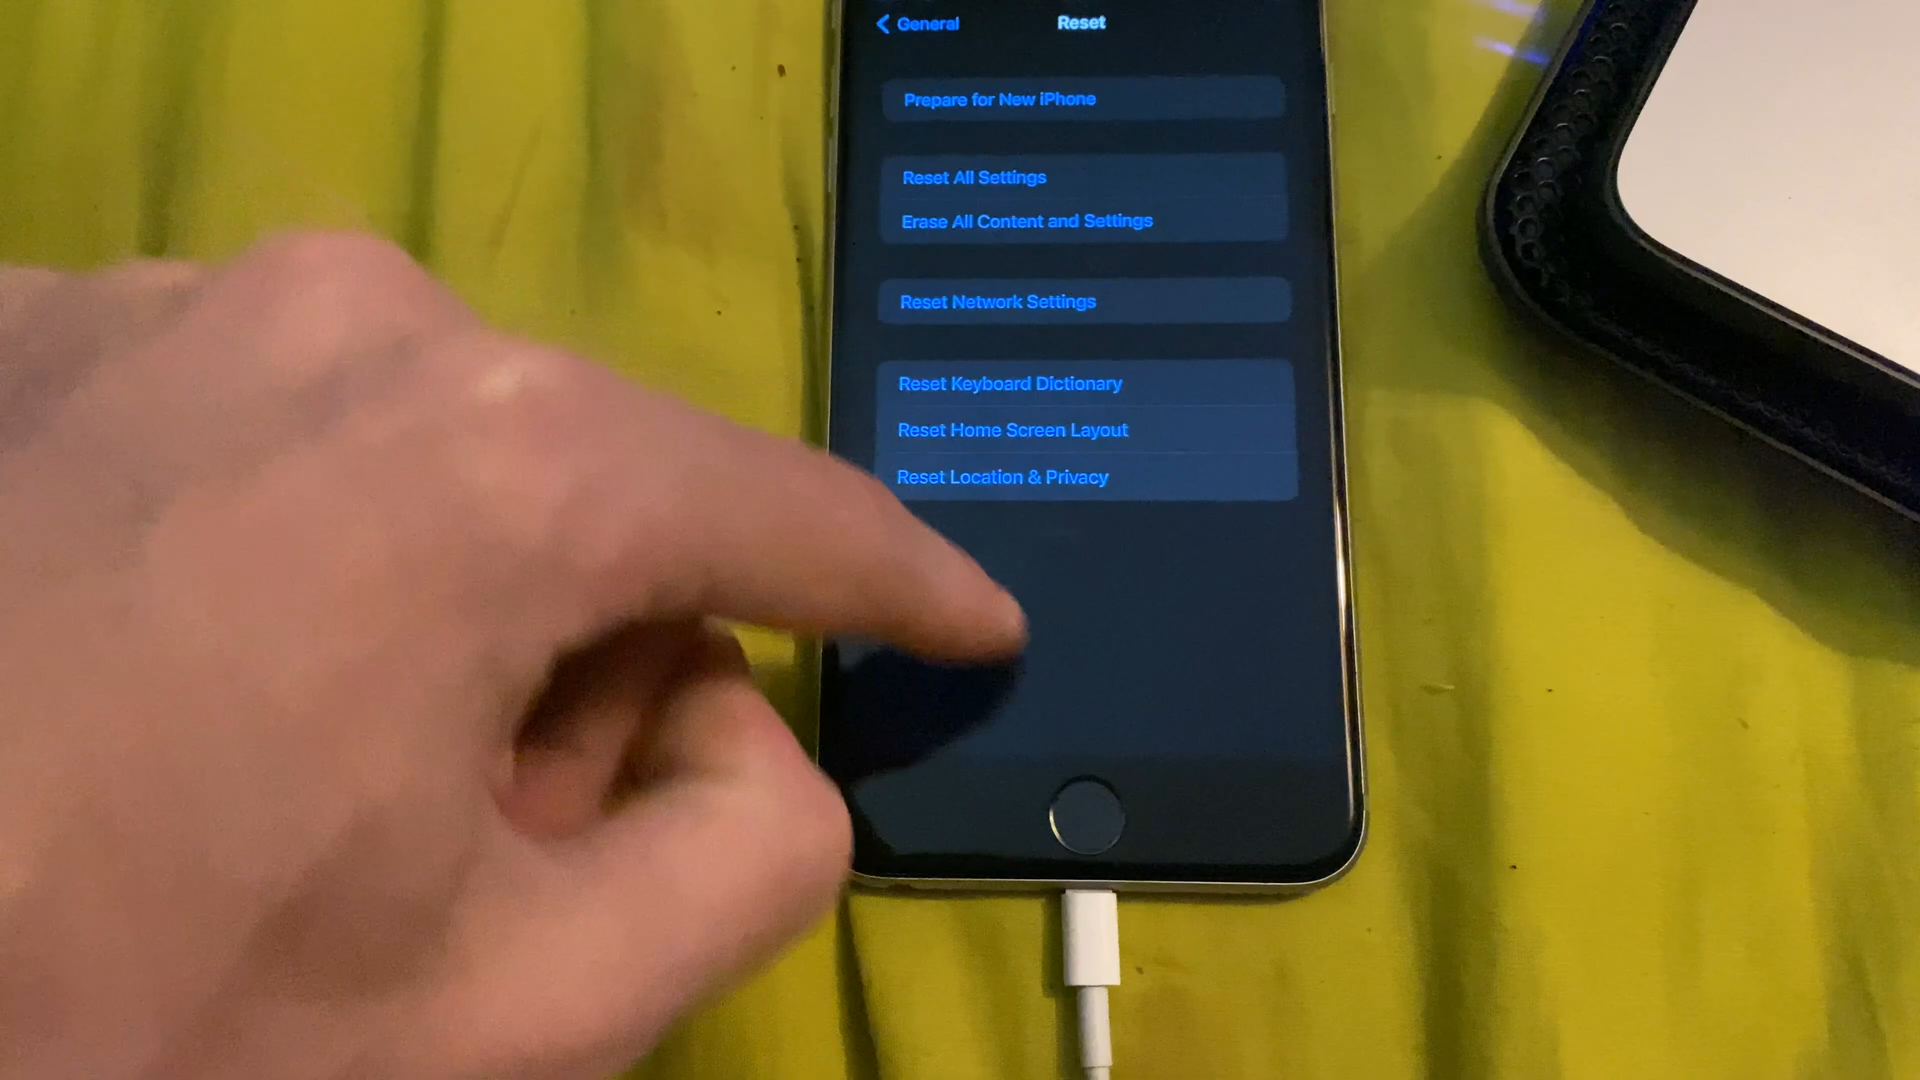 General
Reset
Prepare for New iPhone
Reset All Settings
Erase All Content and Settings
Reset Network Settings
Reset Keyboard Dictionary
Reset Home Screen Layout
Reset Location & Privacy